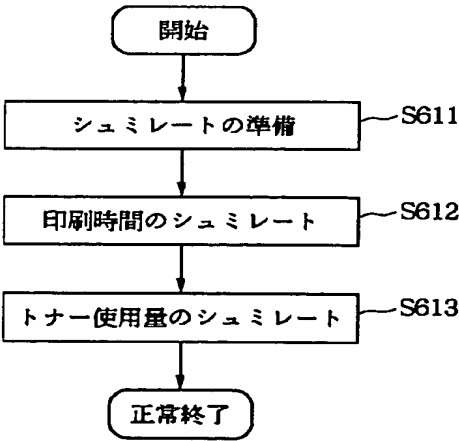 開始
シュミレートの準備
S611
印刷時間のシュミレート
S612
トナー使用量のシュミレート
S613
正常終了